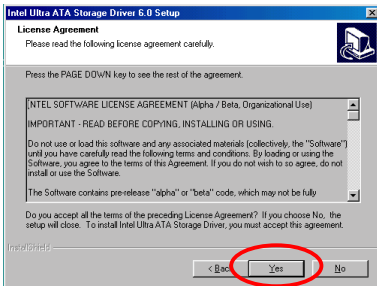 Intel Ultra ATA Storage Driver 6.0 Setup
License Agreement
Please read the following license agreement carefully.
Press the PAGE DOWN key to see the rest of the agreement.
INTEL SOFTWARE LICENSE AGREEMENT (Alpha / Beta, Organizational Use)
IMPORTANT - READ BEFORE COPYING, INSTALLING OR USING.
Do not use or load this software and any associated materials (collectively, the "Software")
until you have carefully read the following terms and conditions. By loading or using the
Software, you agree to the terms of this Agreement. If you do not wish to so agree, do not
install or use the Software.
The Software contains pre-release "alpha" or "beta" code, which may not be fully
Do you accept all the terms of the preceding License Agreement? If you choose No, the
setup will close. To install Intel Ultra ATA Storage Driver, you must accept this agreement.
InstallShield
< Back
Yes
No